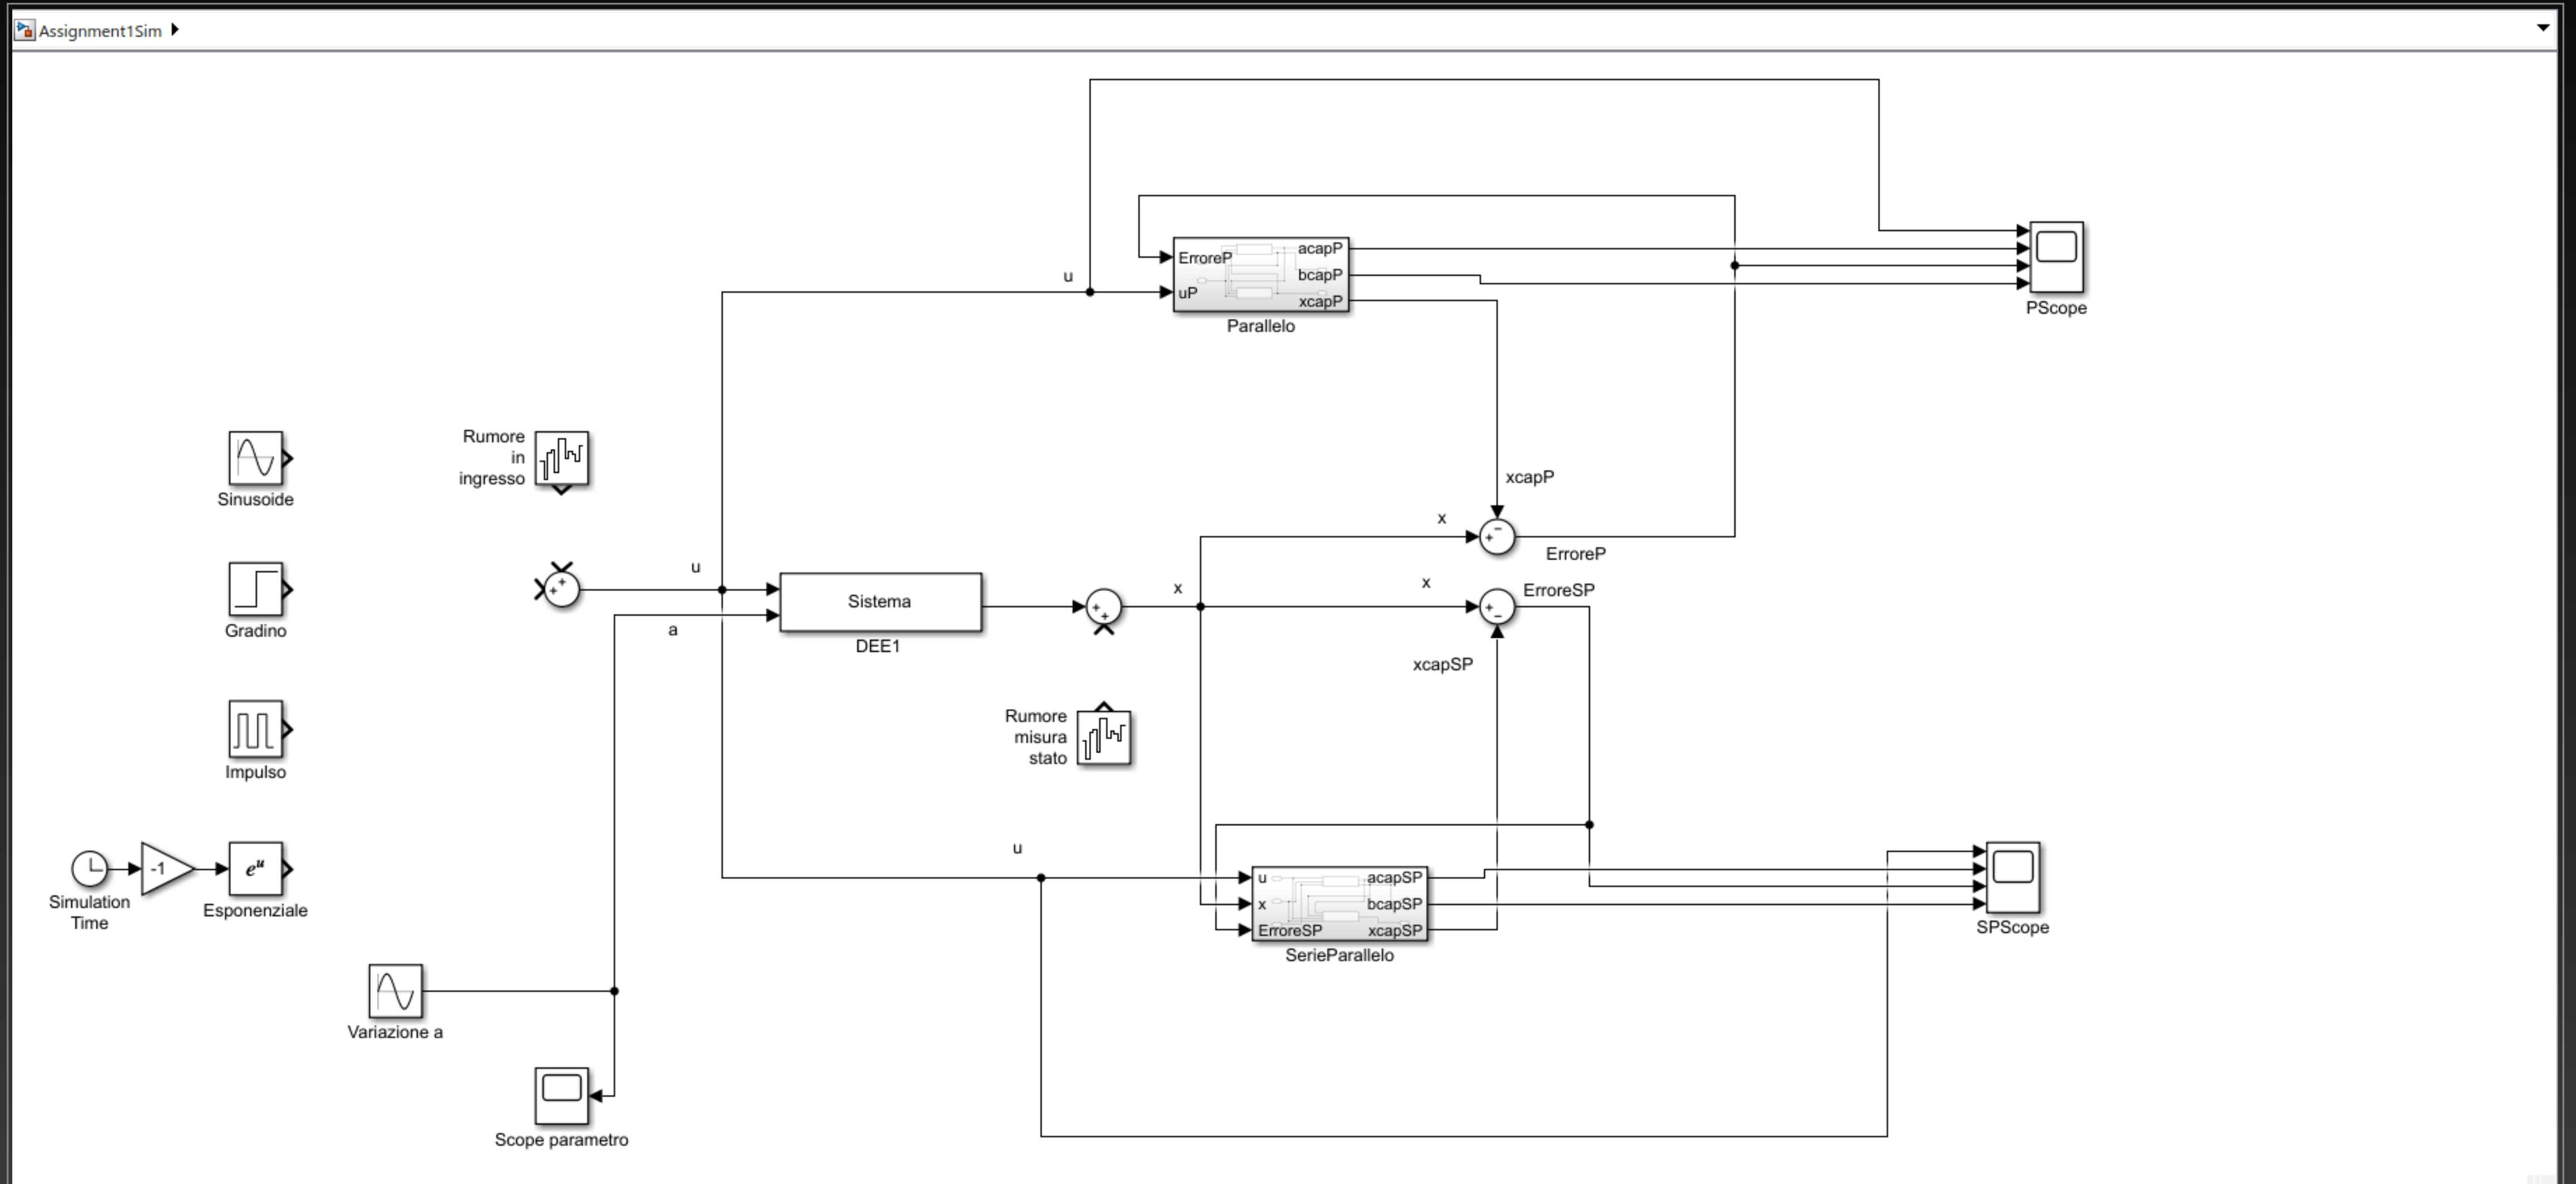 Assignment1Sim
u
ErroreP
uP
acapP
bcapP
xcapP
Parallelo
PScope
Sinusoide
Rumore
in
ingresso
xcapP
x
ErroreP
Gradino
u
a
Sistema
DEE1
x
x
ErroreSP
xcapSP
Rumore
misura
stato
Impulso
Simulation
Time
-1
eᵘ
Esponenziale
u
u
x
ErroreSP
acapSP
bcapSP
xcapSP
SerieParallelo
SPScope
Variazione a
Scope parametro